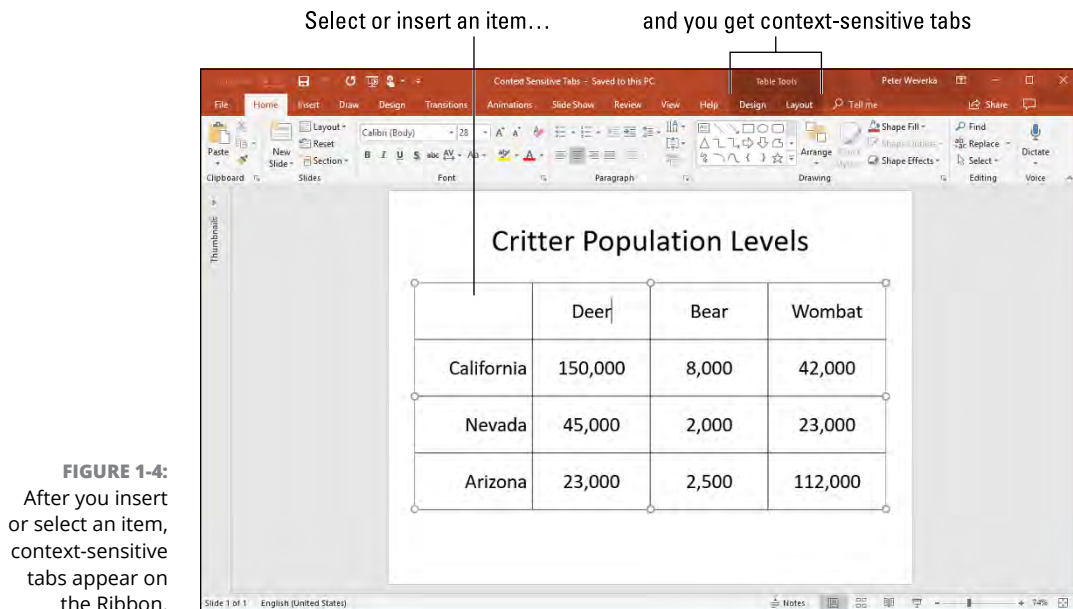 Select or insert an item… and you get context-sensitive tabs
Context Sensitive Tabs - Saved to this PC Table Tools Peter Weverka
File Home Insert Draw Design Transitions Animations Slide Show Review View Help Design Layout Tell me Share
Paste New Slide Layout Reset Section Calibri (Body) 28 Arrange Shape Fill Shape Effects Find Replace Select Dictate
B I U S abc AV Aa A
Clipboard Slides Font Paragraph Drawing Editing Voice
Thumbnails
Critter Population Levels
Deer Bear Wombat
California 150,000 8,000 42,000
Nevada 45,000 2,000 23,000
Arizona 23,000 2,500 112,000
FIGURE 1-4:
After you insert
or select an item,
context-sensitive
tabs appear on
the Ribbon.
Slide 1 of 1 English (United States) Notes 74%